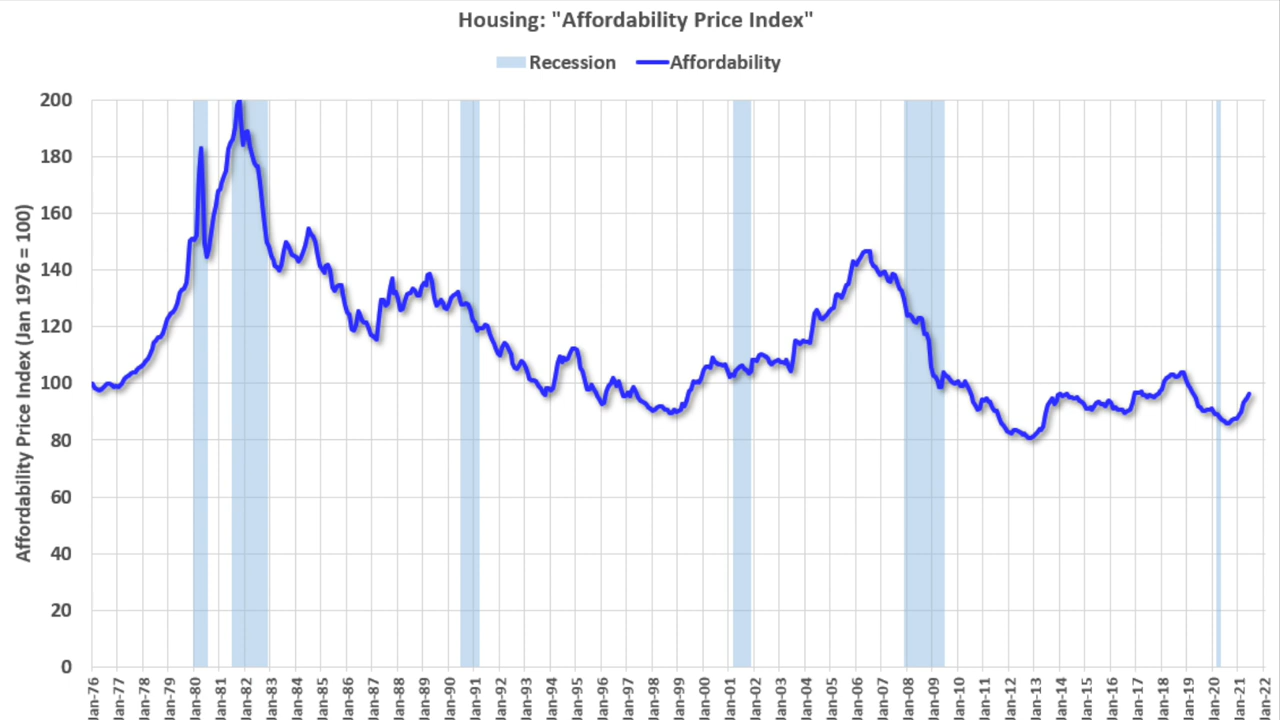 Housing: "Affordability Price Index"
Recession Affordability
Affordability Price Index (Jan 1976 = 100)
200
180
160
140
120
100
80
60
40
20
0
Jan-76
Jan-77
Jan-78
Jan-79
Jan-80
Jan-81
Jan-82
Jan-83
Jan-84
Jan-85
Jan-86
Jan-87
Jan-88
Jan-89
Jan-90
Jan-91
Jan-92
Jan-93
Jan-94
Jan-95
Jan-96
Jan-97
Jan-98
Jan-99
Jan-00
Jan-01
Jan-02
Jan-03
Jan-04
Jan-05
Jan-06
Jan-07
Jan-08
Jan-09
Jan-10
Jan-11
Jan-12
Jan-13
Jan-14
Jan-15
Jan-16
Jan-17
Jan-18
Jan-19
Jan-20
Jan-21
Jan-22